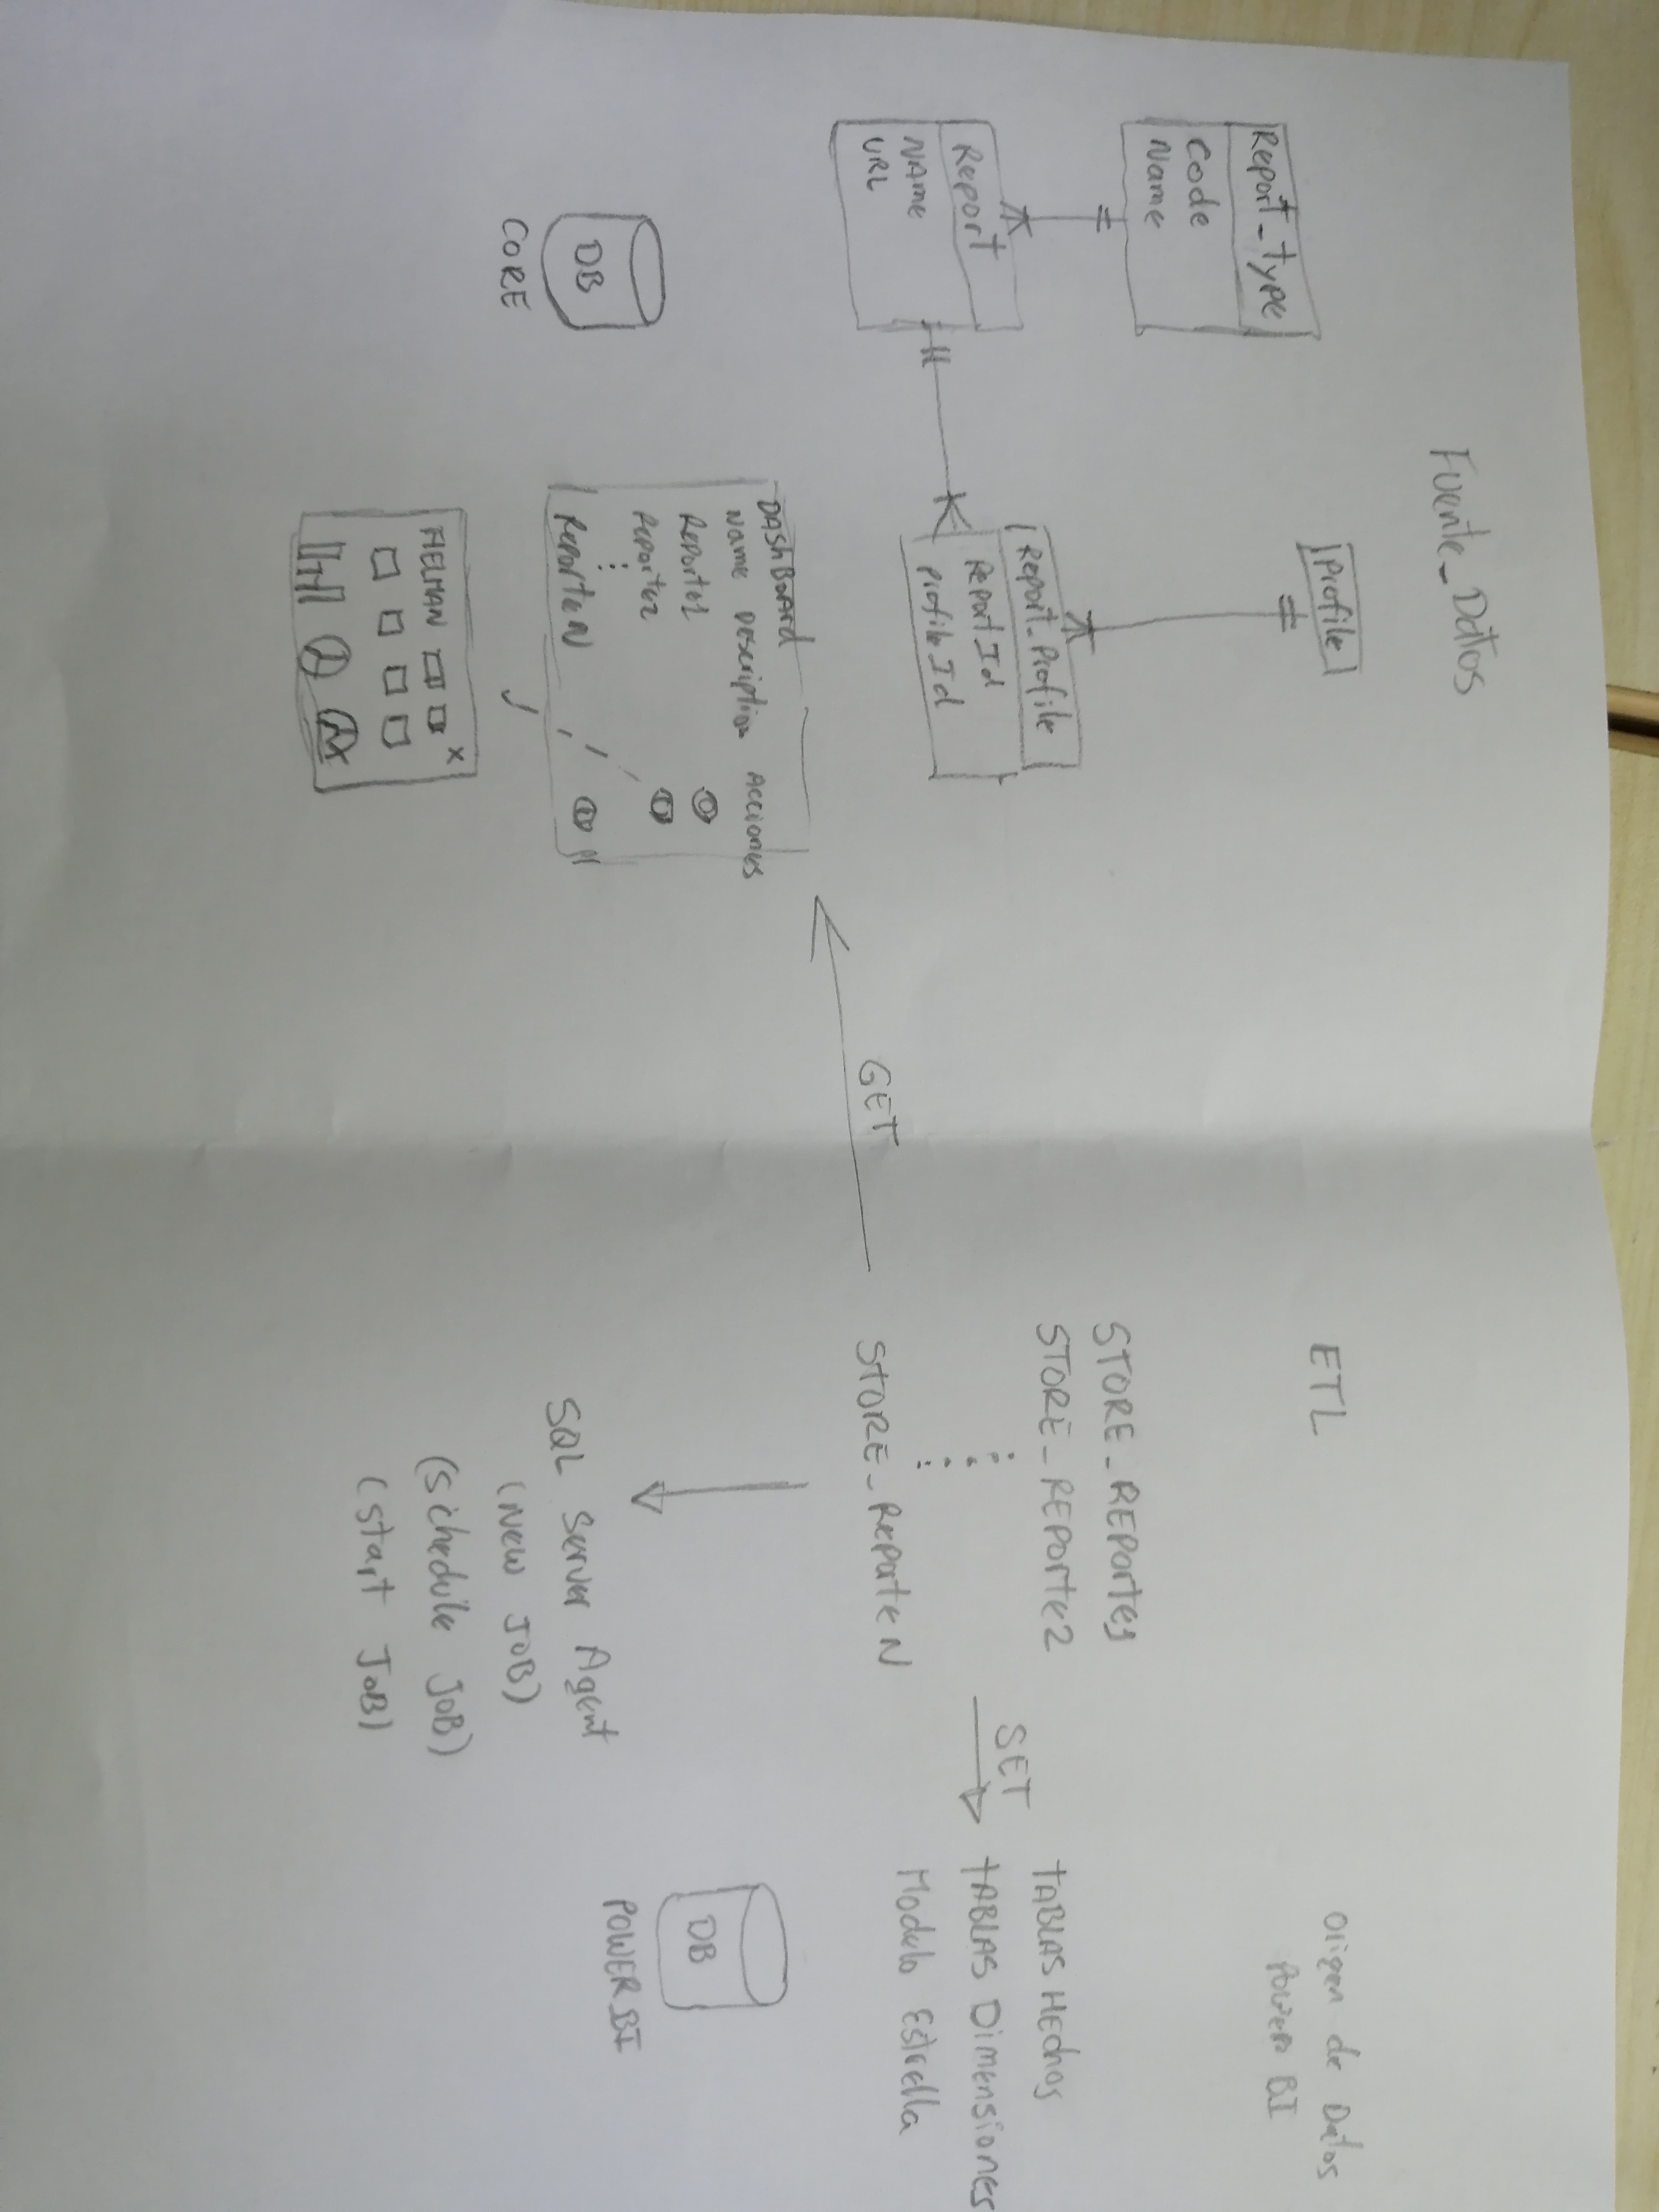 Fuente_Datos
Profile
Report_type
Code
Name
Report_Profile
Report Id
profile Id
Report
NAme
URL
DAShBoArd
Name Description Acciones
Reporte1
Reporte2
ReporteN
DB
CORE
FIELMAN
X
GET
ETL
STORE_REPorte1
STORE_REPorte2
STORE_RePorteN
SET
SQL Server Agent
(New JOB)
(Schedule JOB)
(Start JOB)
Origen de Datos
Power BI
tABLAS HEchos
tABLAS Dimensiones
Modelo Estrella
DB
POWER BI